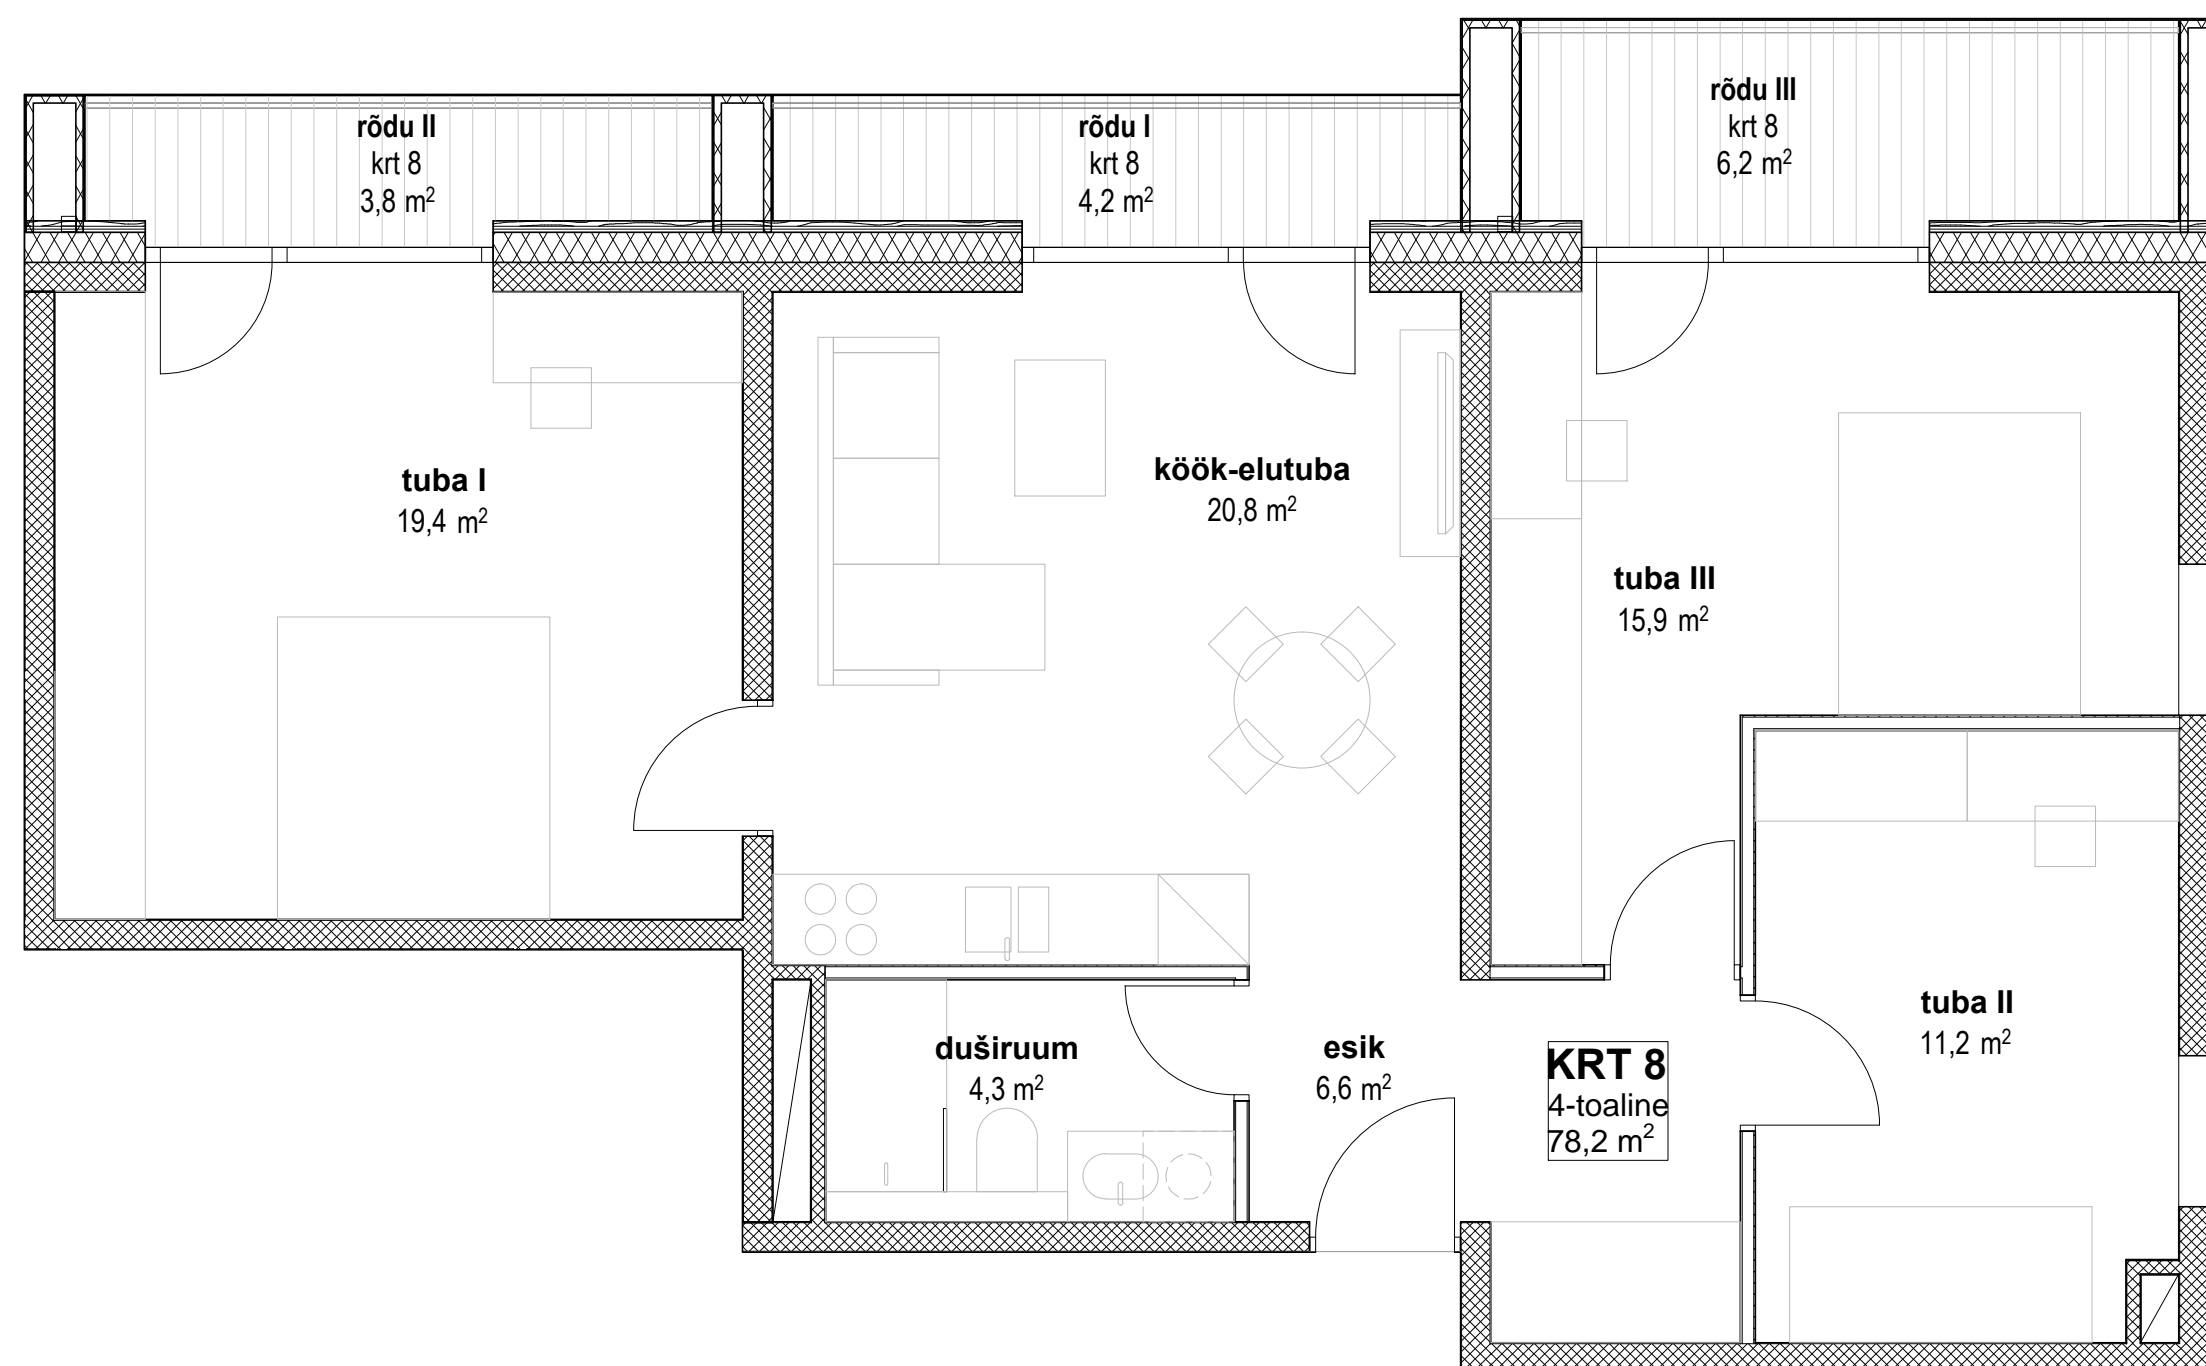 rõdu II
krt 8
3,8 m²
rõdu I
krt 8
4,2 m²
rõdu III
krt 8
6,2 m²
tuba I
19,4 m²
köök-elutuba
20,8 m²
tuba III
15,9 m²
tuba II
11,2 m²
duširuum
4,3 m²
esik
6,6 m²
KRT 8
4-toaline
78,2 m²